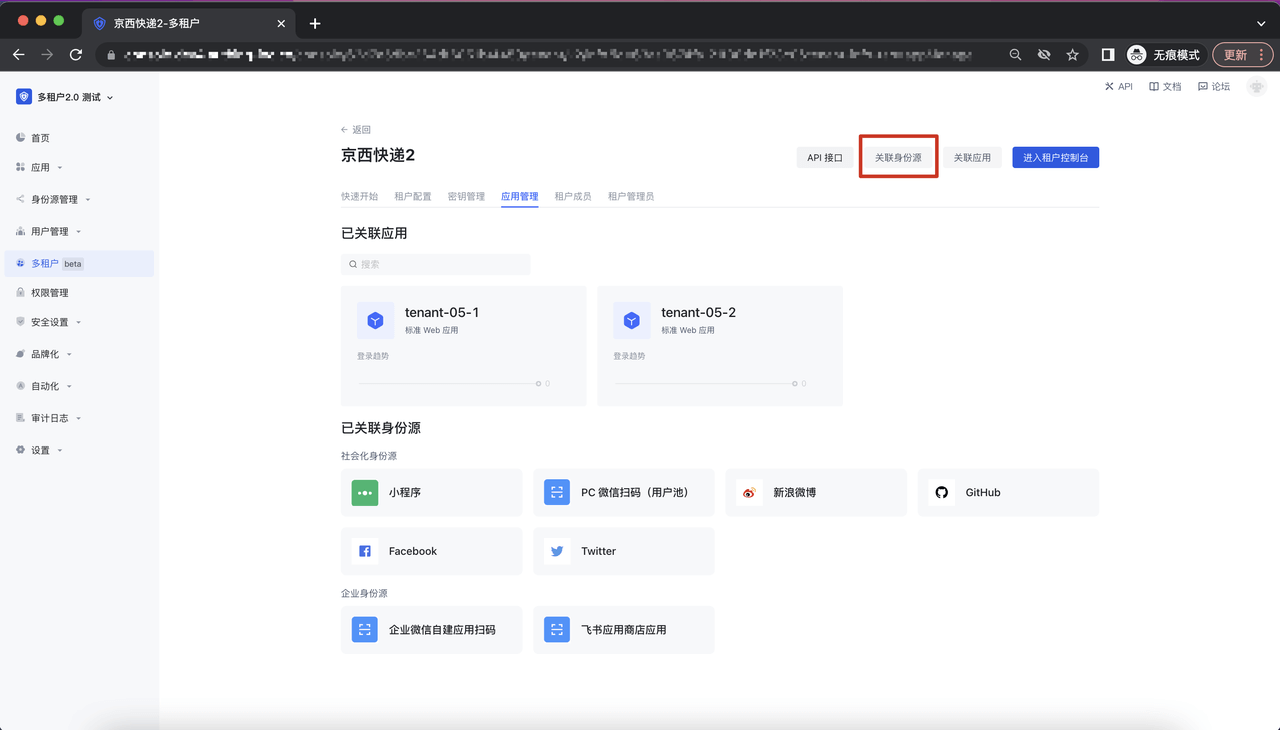 京西快递2-多租户
无痕模式
更新
多租户2.0 测试
API
文档
论坛
首页
应用
身份源管理
用户管理
多租户 beta
权限管理
安全设置
品牌化
自动化
审计日志
设置
返回
京西快递2
API 接口
关联身份源
关联应用
进入租户控制台
快速开始
租户配置
密钥管理
应用管理
租户成员
租户管理员
已关联应用
搜索
tenant-05-1
标准 Web 应用
登录趋势
0
tenant-05-2
标准 Web 应用
登录趋势
0
已关联身份源
社会化身份源
小程序
PC 微信扫码（用户池）
新浪微博
GitHub
Facebook
Twitter
企业身份源
企业微信自建应用扫码
飞书应用商店应用